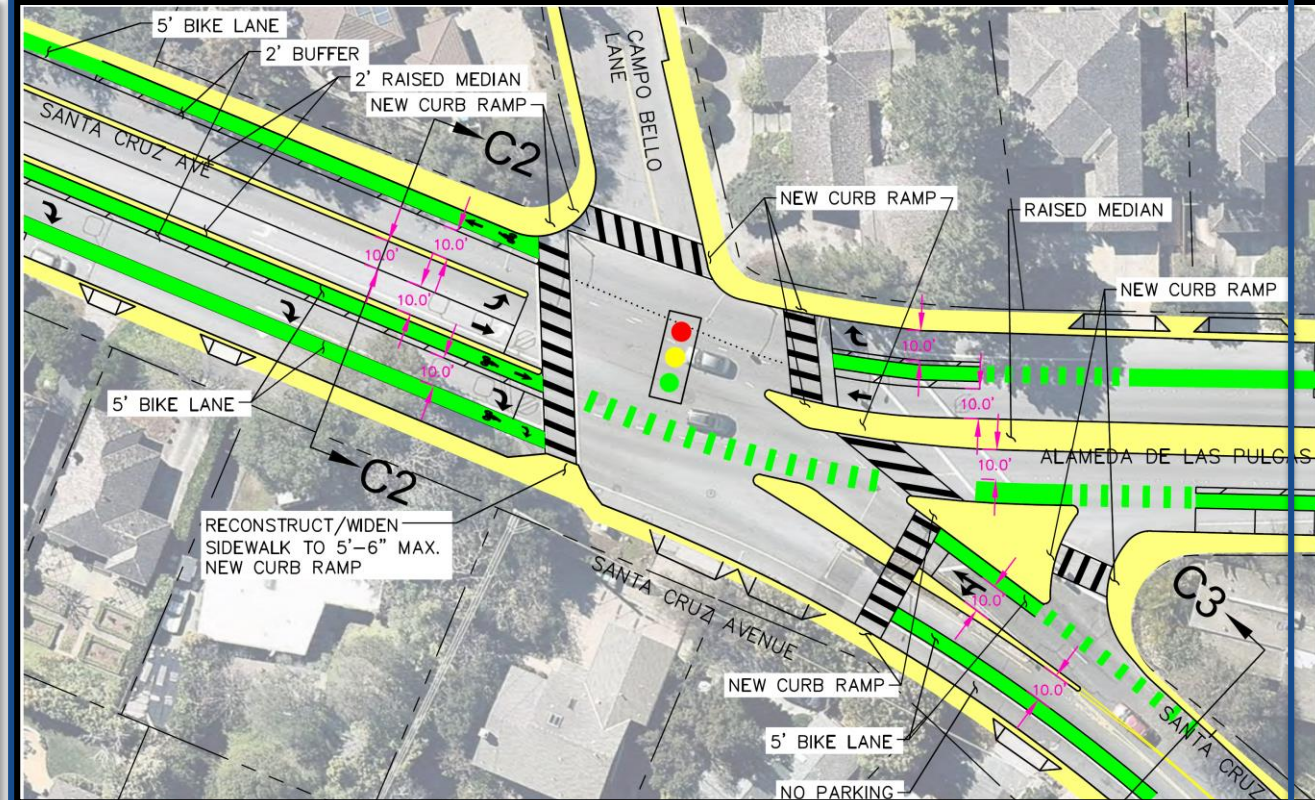 5' BIKE LANE
2' BUFFER
2' RAISED MEDIAN
NEW CURB RAMP
CAMPO BELLO
LANE
SANTA CRUZ AVE
C2
NEW CURB RAMP
RAISED MEDIAN
NEW CURB RAMP
10.0'
10.0'
10.0'
10.0'
10.0'
10.0'
10.0'
ALAMEDA DE LAS PULGAS
5' BIKE LANE
C2
RECONSTRUCT/WIDEN
SIDEWALK TO 5'-6" MAX.
NEW CURB RAMP
SANTA CRUZ AVENUE
C3
10.0'
10.0'
NEW CURB RAMP
5' BIKE LANE
NO PARKING
SANTA CRUZ